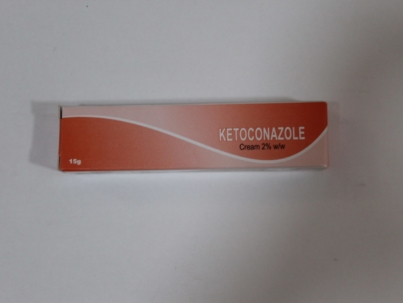 KETOCONAZOLE
Cream 2% w/w
15g